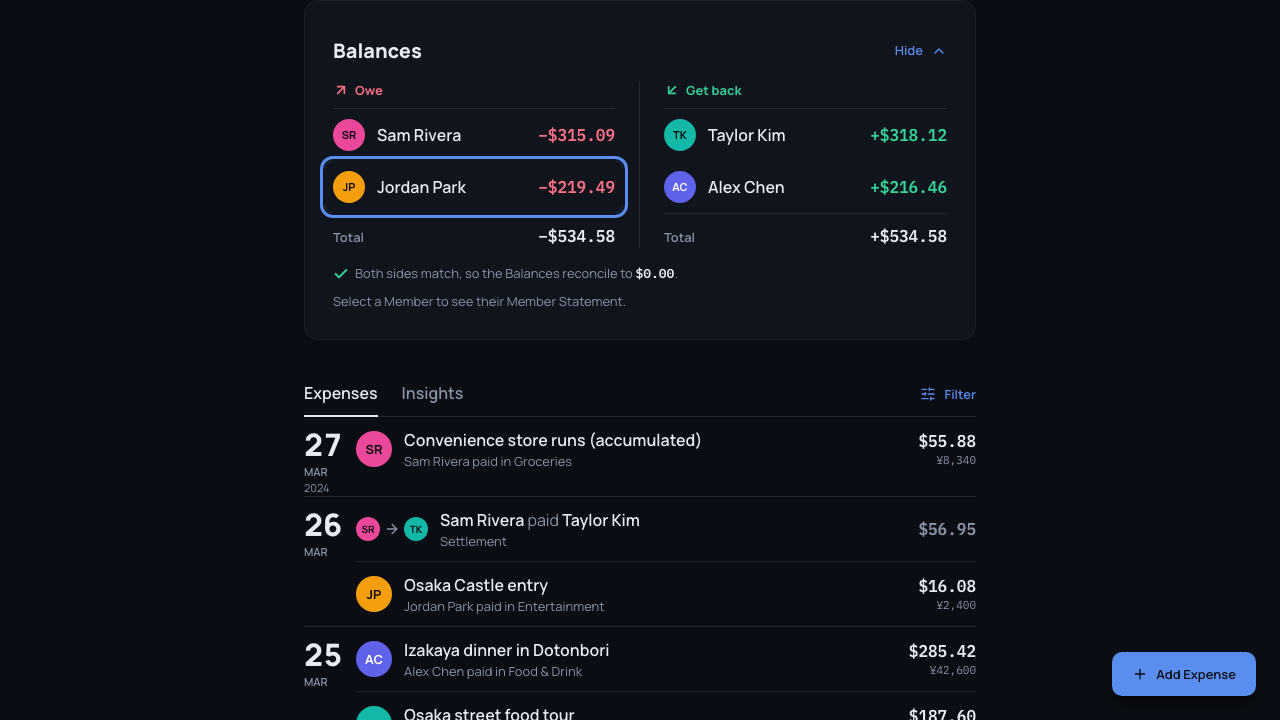 Balances
Hide
Owe
Get back
SR Sam Rivera −$315.09
TK Taylor Kim +$318.12
JP Jordan Park −$219.49
AC Alex Chen +$216.46
Total −$534.58
Total +$534.58
Both sides match, so the Balances reconcile to $0.00.
Select a Member to see their Member Statement.
Expenses Insights Filter
27 MAR 2024
SR Convenience store runs (accumulated) $55.88
Sam Rivera paid in Groceries ¥8,340
26 MAR
SR → TK Sam Rivera paid Taylor Kim $56.95
Settlement
JP Osaka Castle entry $16.08
Jordan Park paid in Entertainment ¥2,400
25 MAR
AC Izakaya dinner in Dotonbori $285.42
Alex Chen paid in Food & Drink ¥42,600
Osaka street food tour $187.60
+ Add Expense